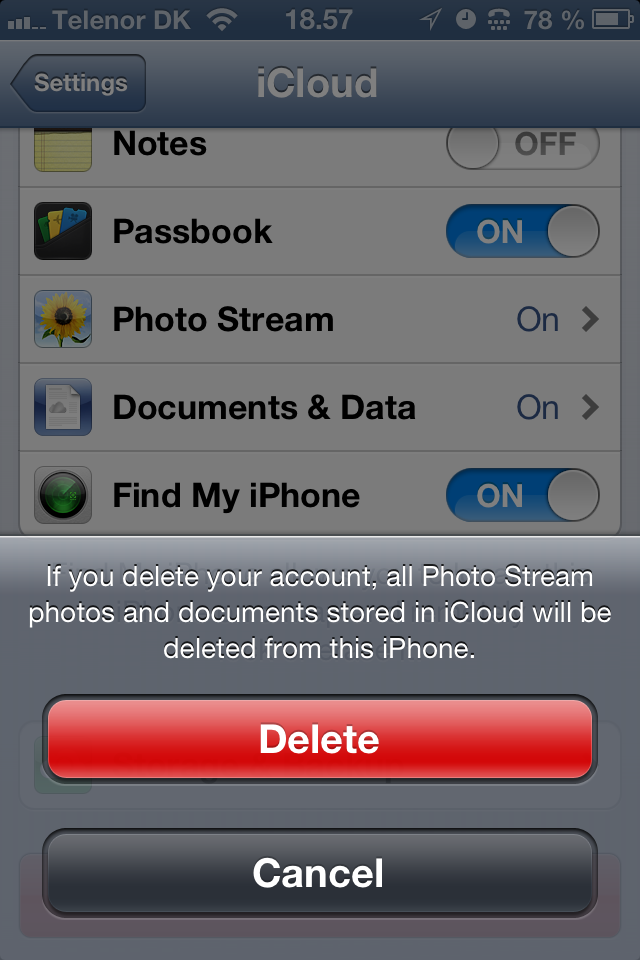 Telenor DK 18.57 78 %
Settings iCloud
Notes OFF
Passbook ON
Photo Stream On
Documents & Data On
Find My iPhone ON
If you delete your account, all Photo Stream
photos and documents stored in iCloud will be
deleted from this iPhone.
Delete
Cancel